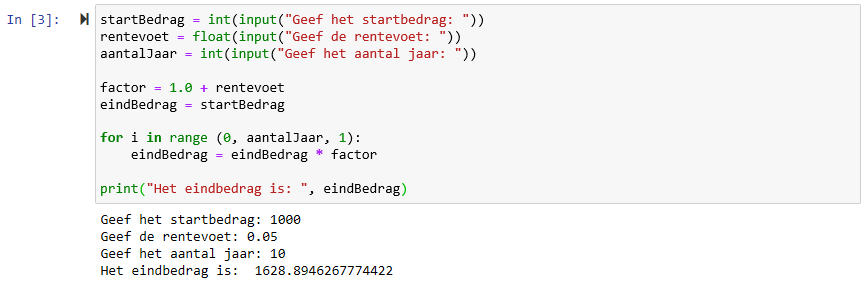 In [3]: startBedrag = int(input("Geef het startbedrag: "))
rentevoet = float(input("Geef de rentevoet: "))
aantalJaar = int(input("Geef het aantal jaar: "))
factor = 1.0 + rentevoet
eindBedrag = startBedrag
for i in range (0, aantalJaar, 1):
    eindBedrag = eindBedrag * factor
print("Het eindbedrag is: ", eindBedrag)
Geef het startbedrag: 1000
Geef de rentevoet: 0.05
Geef het aantal jaar: 10
Het eindbedrag is:  1628.8946267774422